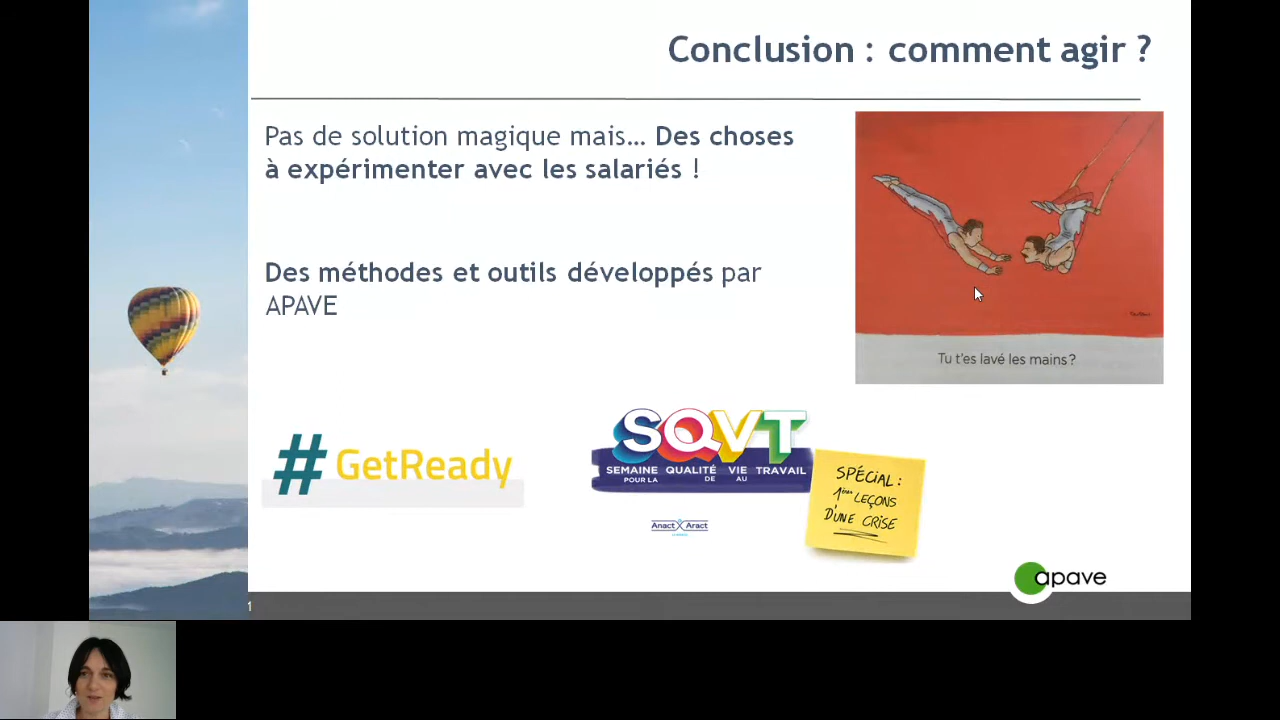 Conclusion : comment agir ?
Pas de solution magique mais... Des choses
à expérimenter avec les salariés !
Des méthodes et outils développés par
APAVE
Tu t'es lavé les mains?
#GetReady
SQVT
SEMAINE QUALITÉ VIE TRAVAIL
POUR LA DE AU
Anact Aract
SPÉCIAL :
1ères LEÇONS
D'UNE CRISE
apave
1